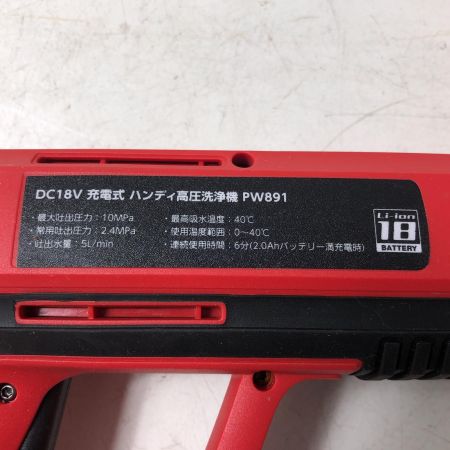 DC18V 充電式 ハンディ高圧洗浄機 PW891
・最大吐出圧力：10MPa ・最高吸水温度：40℃
・常用吐出圧力：2.4MPa ・使用温度範囲：0～40℃
・吐出水量：5L/min ・連続使用時間：6分(2.0Ahバッテリー満充電時)
Li-ion
18
BATTERY